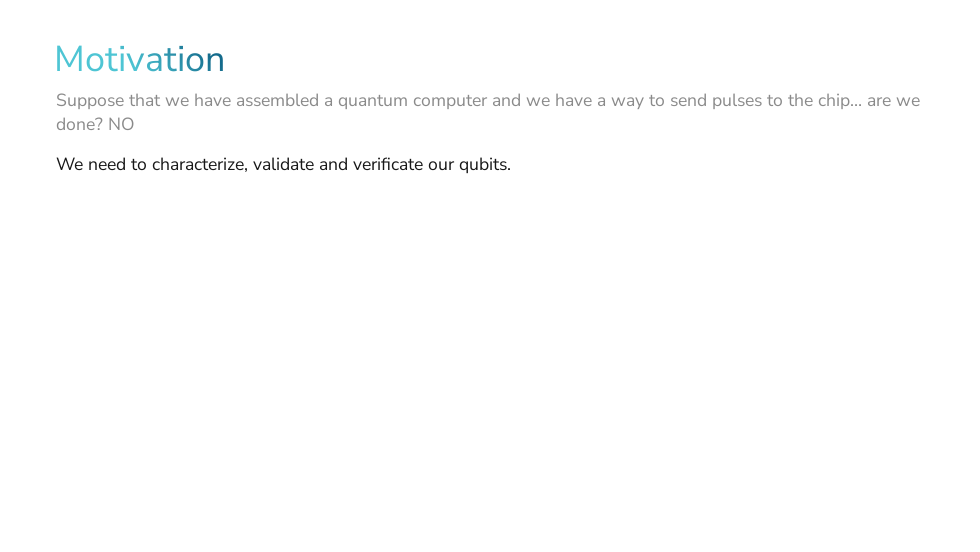 Motivation
Suppose that we have assembled a quantum computer and we have a way to send pulses to the chip... are we
done? NO
We need to characterize, validate and verificate our qubits.